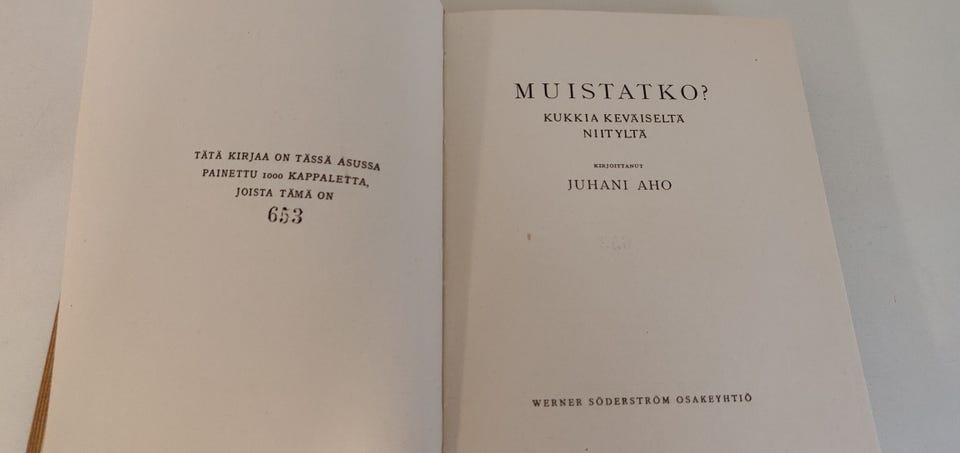 TÄTÄ KIRJAA ON TÄSSÄ ASUSSA
PAINETTU 1000 KAPPALETTA,
JOISTA TÄMÄ ON
653
MUISTATKO?
KUKKIA KEVÄISELTÄ
NIITYLTÄ
KIRJOITTANUT
JUHANI AHO
WERNER SÖDERSTRÖM OSAKEYHTIÖ